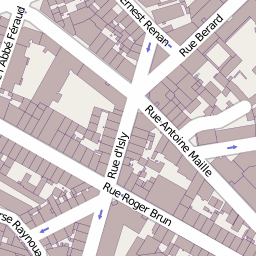 Ernest Renan
Rue Berard
l'Abbé Féraud
Rue Antoine Maille
Rue d'Isly
Rue Roger Brun
rse Raynoua